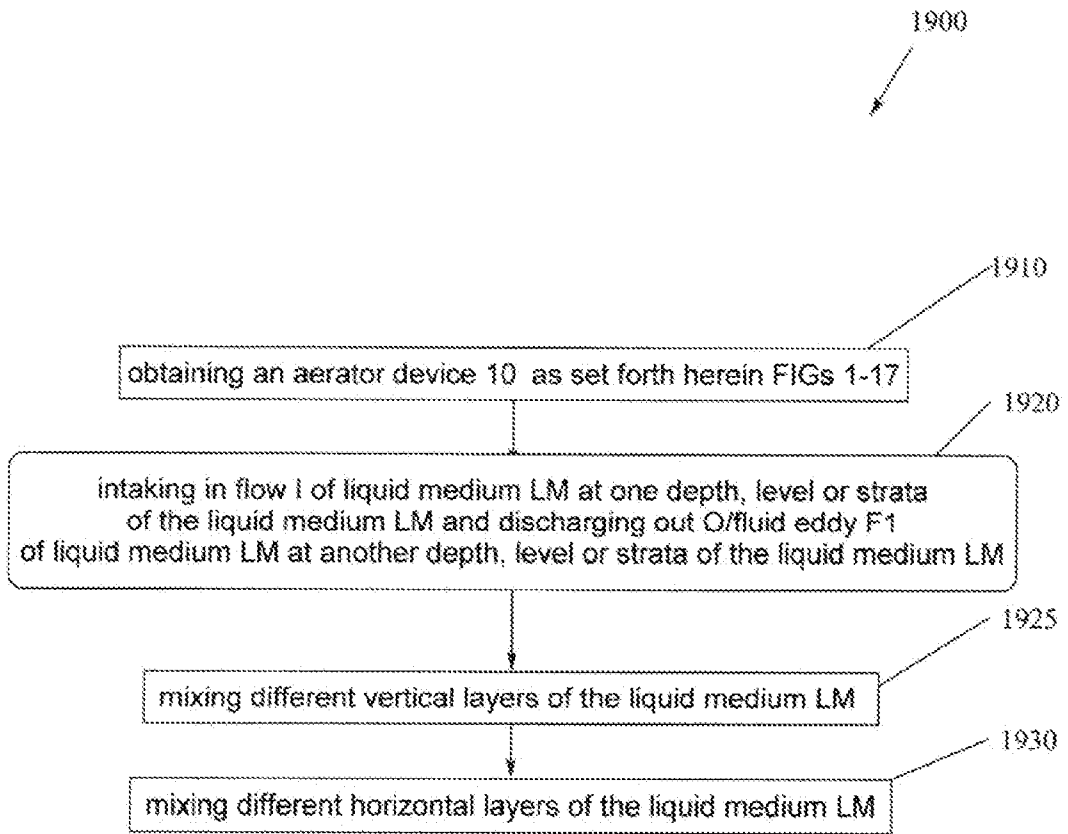 1900
1910
obtaining an aerator device 10 as set forth herein FIGs 1-17
1920
intaking in flow I of liquid medium LM at one depth, level or strata
of the liquid medium LM and discharging out O/fluid eddy F1
of liquid medium LM at another depth, level or strata of the liquid medium LM
1925
mixing different vertical layers of the liquid medium LM
1930
mixing different horizontal layers of the liquid medium LM